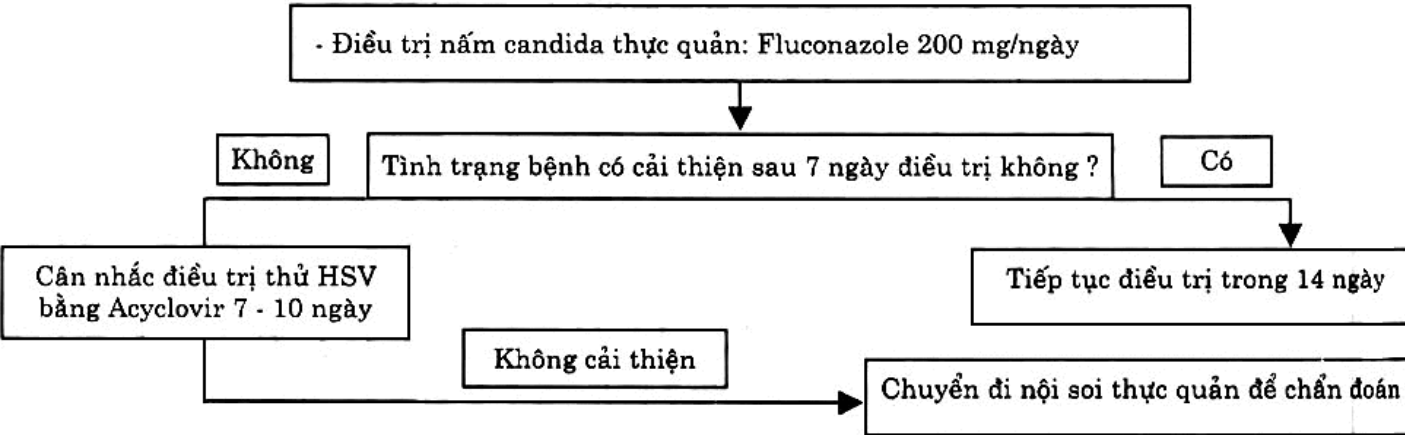 - Điều trị nấm candida thực quản: Fluconazole 200 mg/ngày
Không
Tình trạng bệnh có cải thiện sau 7 ngày điều trị không ?
Có
Cân nhắc điều trị thử HSV
bằng Acyclovir 7 - 10 ngày
Tiếp tục điều trị trong 14 ngày
Không cải thiện
Chuyển đi nội soi thực quản để chẩn đoán